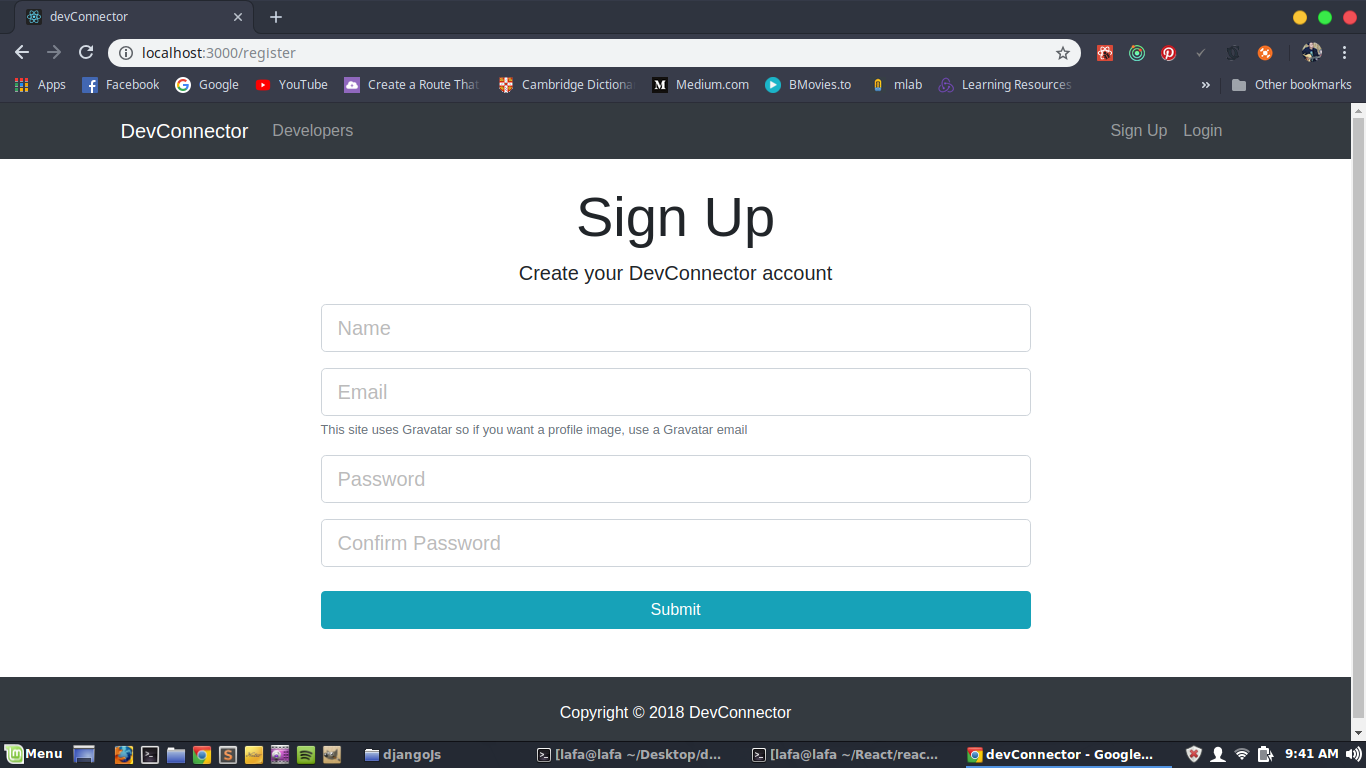 devConnector
localhost:3000/register
Apps Facebook Google YouTube Create a Route That Cambridge Dictiona Medium.com BMovies.to mlab Learning Resources » Other bookmarks
DevConnector Developers Sign Up Login
Sign Up
Create your DevConnector account
Name
Email
This site uses Gravatar so if you want a profile image, use a Gravatar email
Password
Confirm Password
Submit
Copyright © 2018 DevConnector
Menu djangoJs [lafa@lafa ~/Desktop/d... [lafa@lafa ~/React/reac... devConnector - Google... 9:41 AM